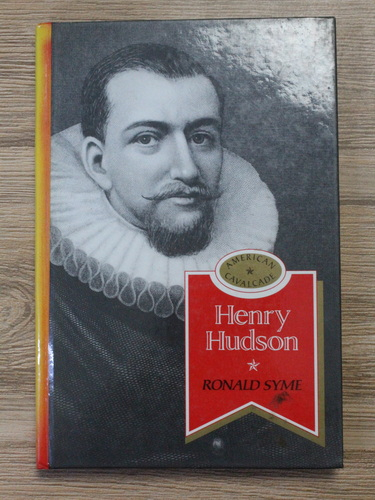 AMERICAN
CAVALCADE
Henry
Hudson
RONALD SYME